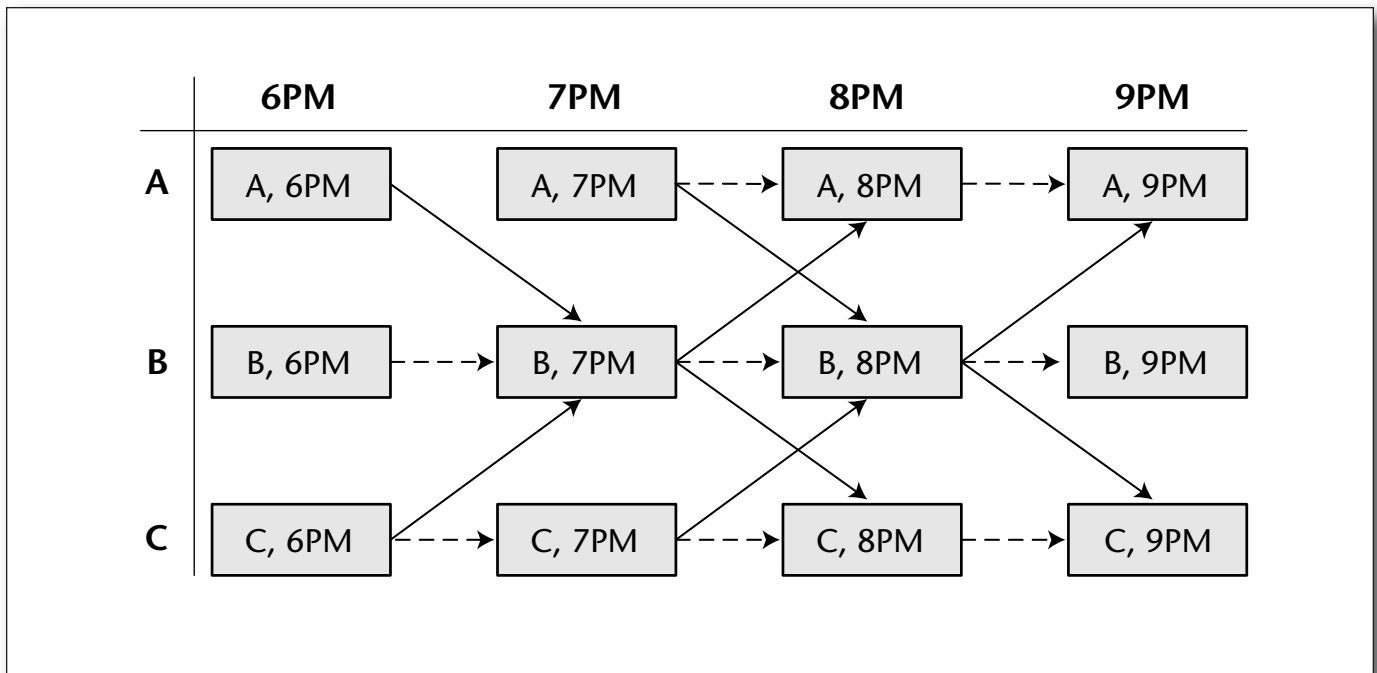 6PM 7PM 8PM 9PM
A A, 6PM A, 7PM A, 8PM A, 9PM
B B, 6PM B, 7PM B, 8PM B, 9PM
C C, 6PM C, 7PM C, 8PM C, 9PM